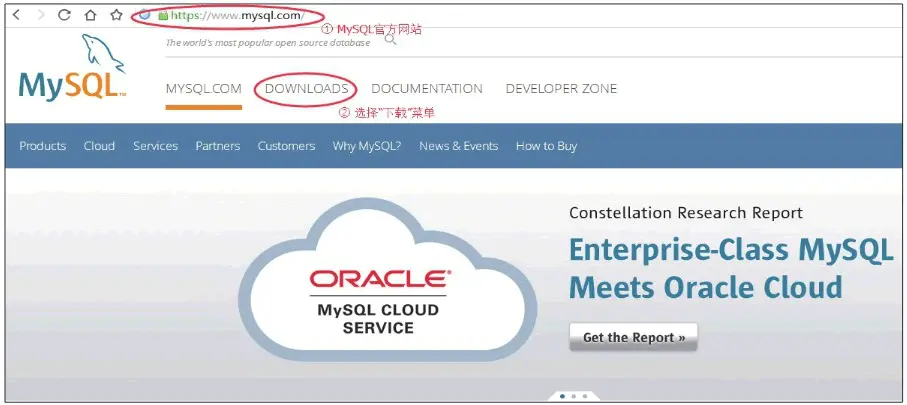 https://www.mysql.com/
① MySQL官方网站
The world's most popular open source database
MySQL™
MYSQL.COM DOWNLOADS DOCUMENTATION DEVELOPER ZONE
② 选择"下载"菜单
Products Cloud Services Partners Customers Why MySQL? News & Events How to Buy
ORACLE®
MySQL CLOUD
SERVICE
Constellation Research Report
Enterprise-Class MySQL
Meets Oracle Cloud
Get the Report »